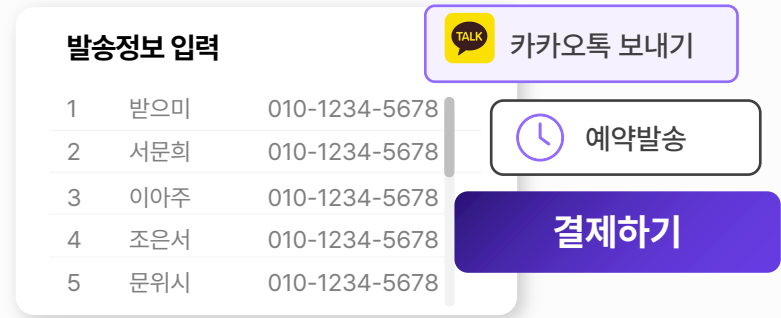 발송정보 입력
TALK
카카오톡 보내기
1 받으미 010-1234-5678
2 서문희 010-1234-5678
3 이아주 010-1234-5678
4 조은서 010-1234-5678
5 문위시 010-1234-5678
예약발송
결제하기